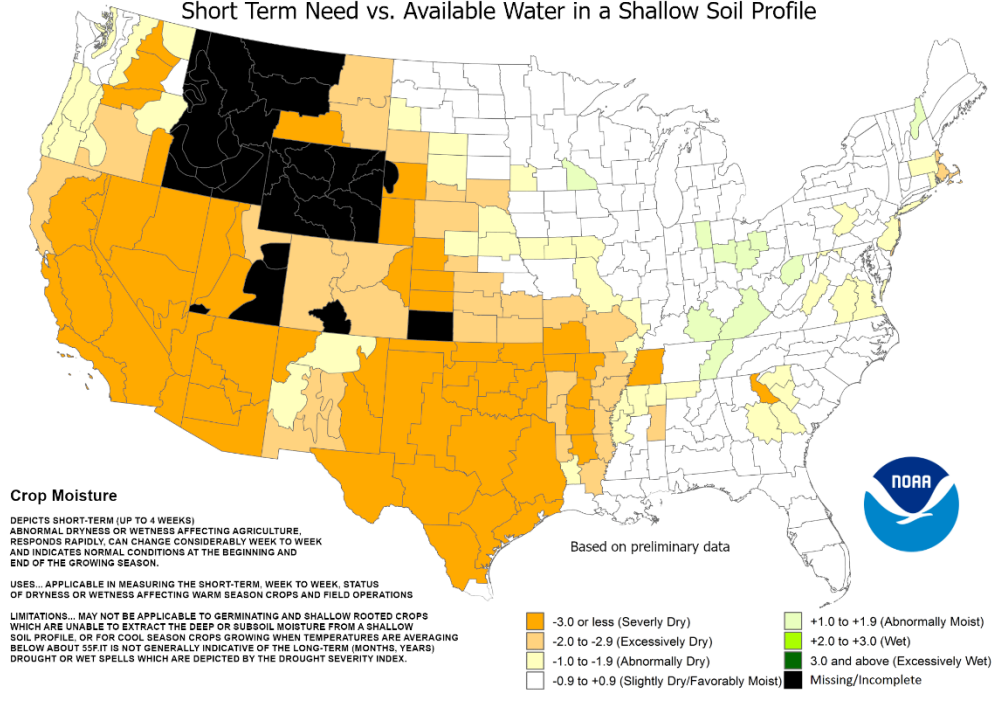 Short Term Need vs. Available Water in a Shallow Soil Profile
Crop Moisture
DEPICTS SHORT-TERM (UP TO 4 WEEKS)
ABNORMAL DRYNESS OR WETNESS AFFECTING AGRICULTURE,
RESPONDS RAPIDLY, CAN CHANGE CONSIDERABLY WEEK TO WEEK
AND INDICATES NORMAL CONDITIONS AT THE BEGINNING AND
END OF THE GROWING SEASON.
USES... APPLICABLE IN MEASURING THE SHORT-TERM, WEEK TO WEEK, STATUS
OF DRYNESS OR WETNESS AFFECTING WARM SEASON CROPS AND FIELD OPERATIONS
LIMITATIONS... MAY NOT BE APPLICABLE TO GERMINATING AND SHALLOW ROOTED CROPS
WHICH ARE UNABLE TO EXTRACT THE DEEP OR SUBSOIL MOISTURE FROM A SHALLOW
SOIL PROFILE, OR FOR COOL SEASON CROPS GROWING WHEN TEMPERATURES ARE AVERAGING
BELOW ABOUT 55F.IT IS NOT GENERALLY INDICATIVE OF THE LONG-TERM (MONTHS, YEARS)
DROUGHT OR WET SPELLS WHICH ARE DEPICTED BY THE DROUGHT SEVERITY INDEX.
NOAA
Based on preliminary data
-3.0 or less (Severly Dry)
-2.0 to -2.9 (Excessively Dry)
-1.0 to -1.9 (Abnormally Dry)
-0.9 to +0.9 (Slightly Dry/Favorably Moist)
+1.0 to +1.9 (Abnormally Moist)
+2.0 to +3.0 (Wet)
3.0 and above (Excessively Wet)
Missing/Incomplete